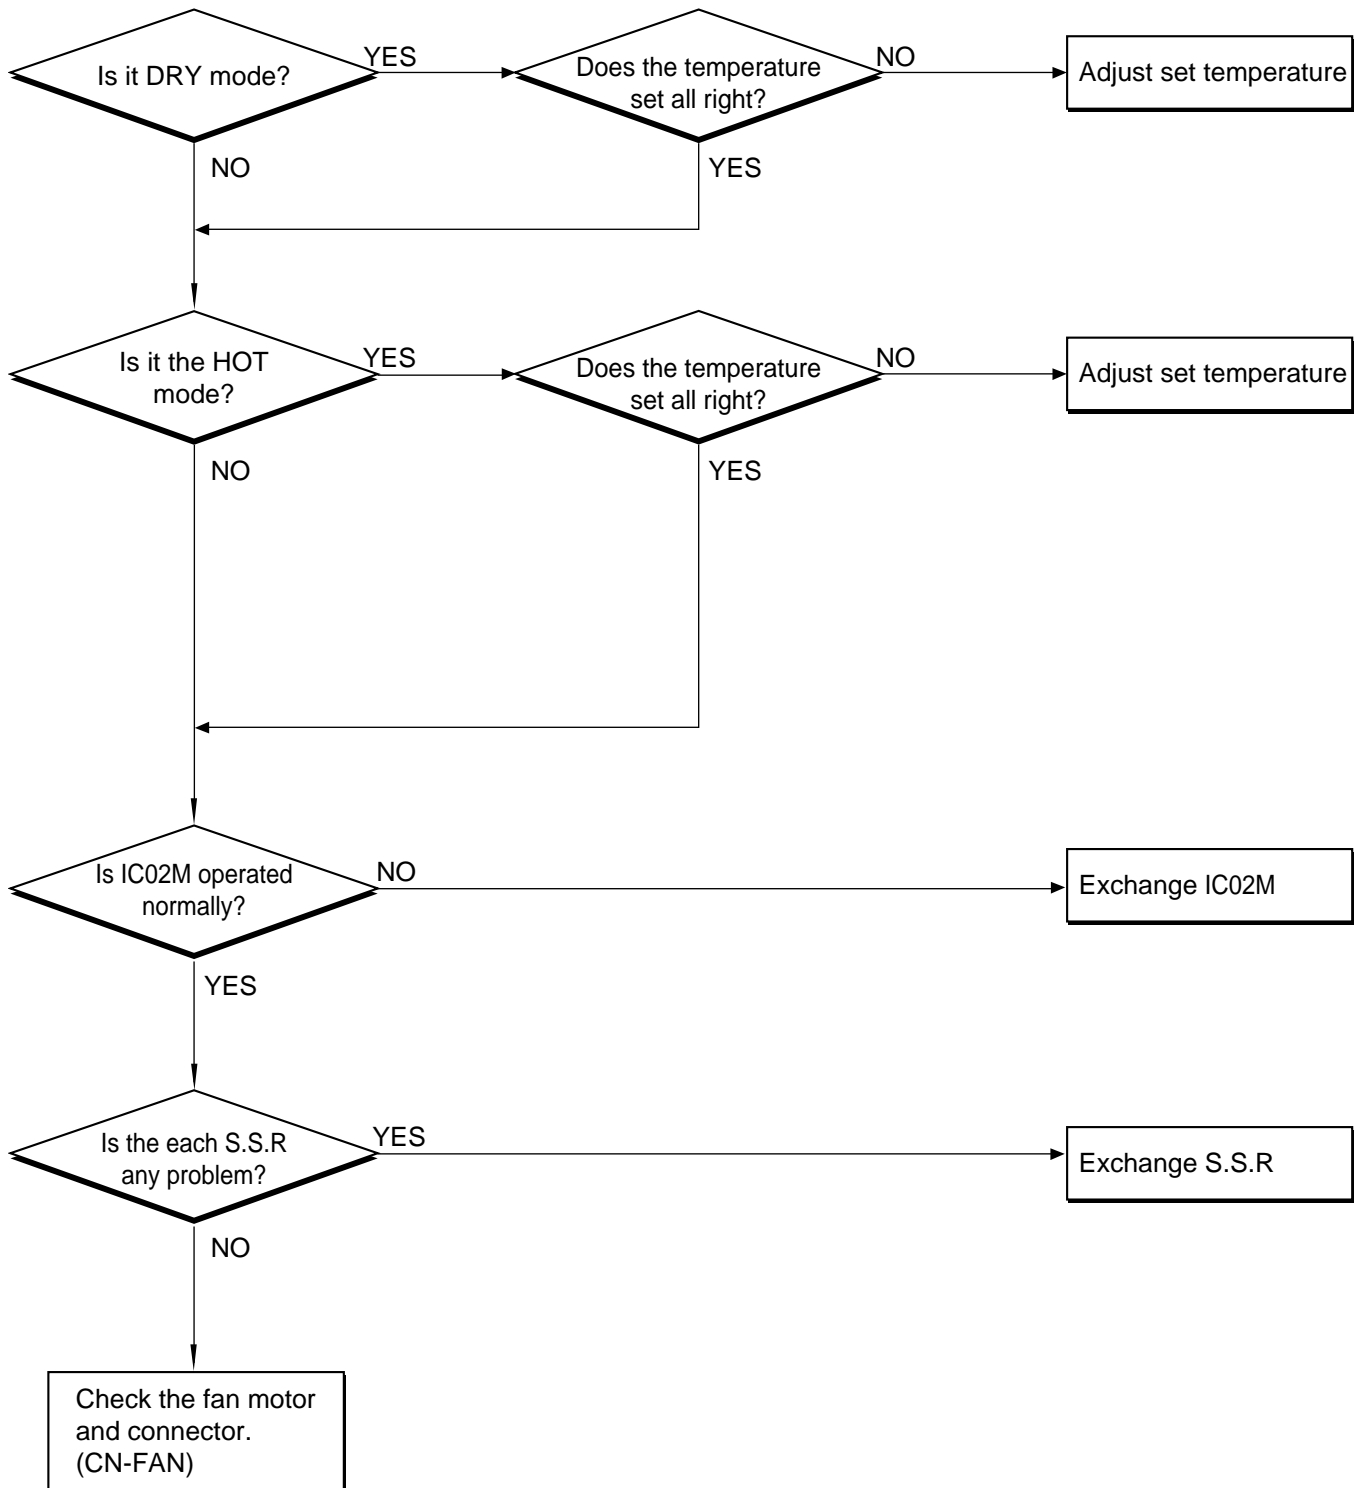 Is it DRY mode?
YES
Does the temperature
set all right?
NO
Adjust set temperature
NO
YES
Is it the HOT
mode?
YES
Does the temperature
set all right?
NO
Adjust set temperature
NO
YES
Is IC02M operated
normally?
NO
Exchange IC02M
YES
Is the each S.S.R
any problem?
YES
Exchange S.S.R
NO
Check the fan motor
and connector.
(CN-FAN)